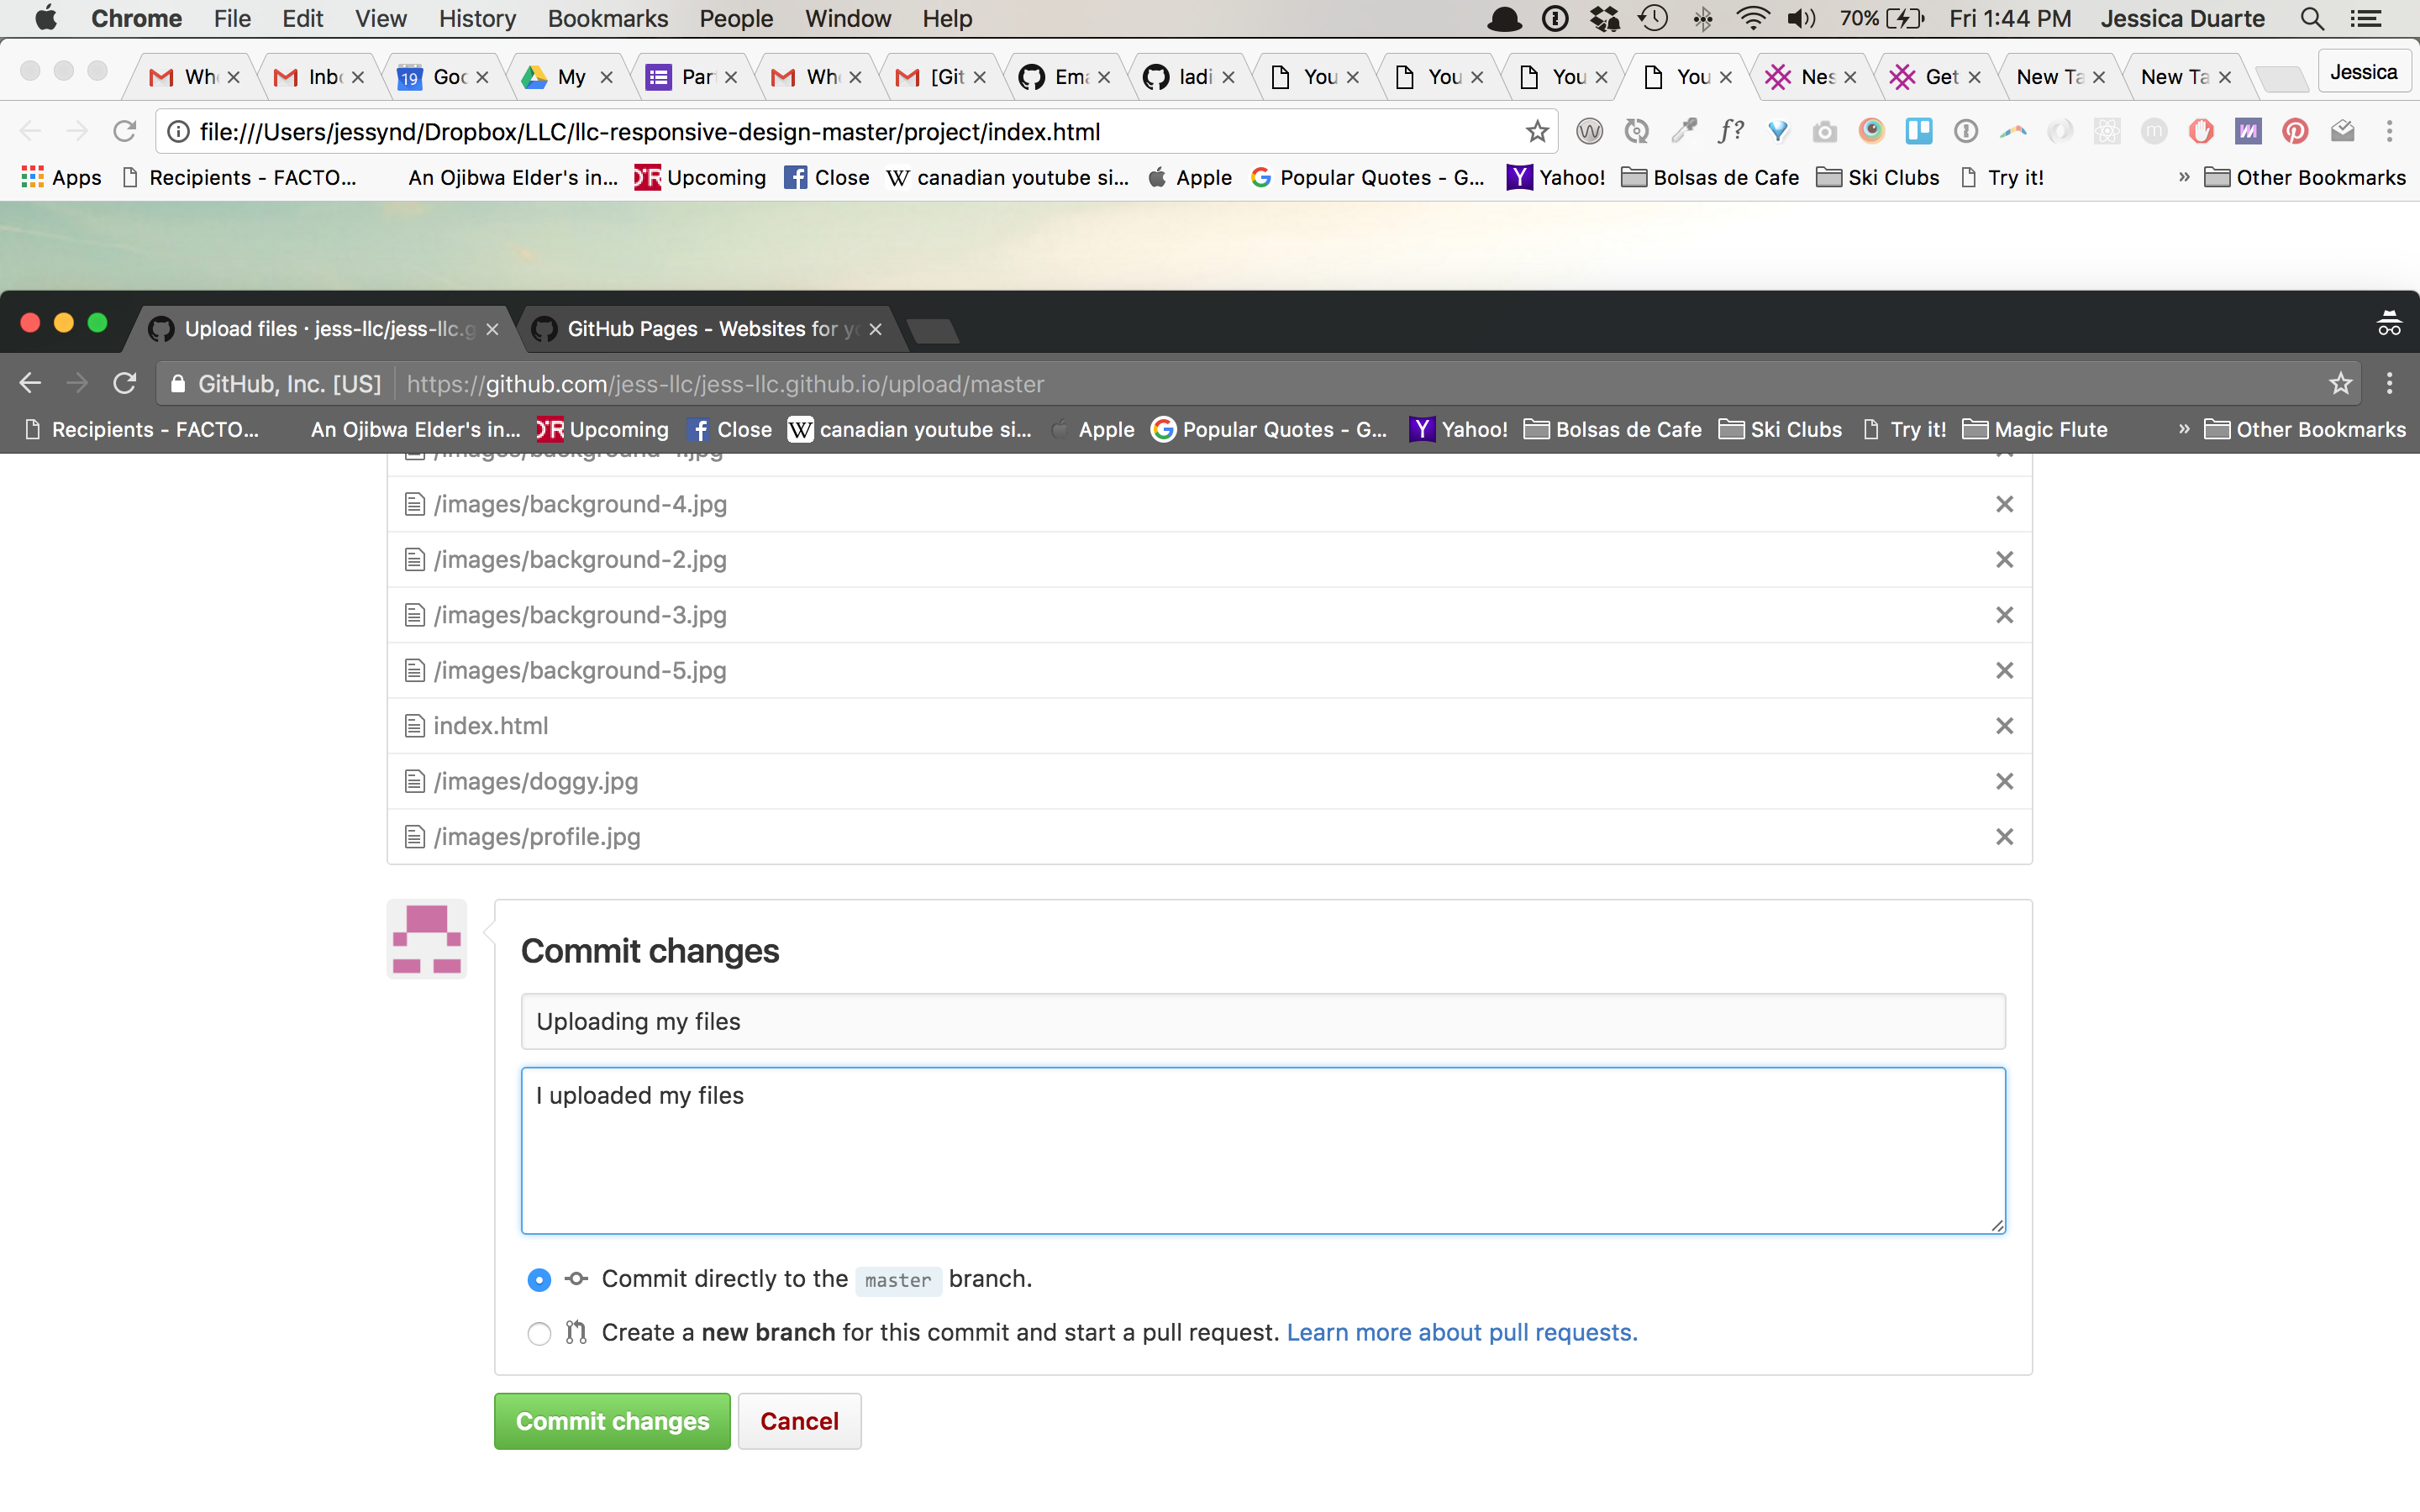 Chrome File Edit View History Bookmarks People Window Help 70% Fri 1:44 PM Jessica Duarte
Wh Inb 19 Goo My Par Wh [Git Ema ladi You You You You Nes Get New Ta New Ta Jessica
file:///Users/jessynd/Dropbox/LLC/llc-responsive-design-master/project/index.html f?
Apps Recipients - FACTO... An Ojibwa Elder's in... Upcoming Close W canadian youtube si... Apple Popular Quotes - G... Yahoo! Bolsas de Cafe Ski Clubs Try it! » Other Bookmarks
Upload files · jess-llc/jess-llc.g GitHub Pages - Websites for yo
GitHub, Inc. [US] https://github.com/jess-llc/jess-llc.github.io/upload/master
Recipients - FACTO... An Ojibwa Elder's in... Upcoming Close W canadian youtube si... Apple Popular Quotes - G... Yahoo! Bolsas de Cafe Ski Clubs Try it! Magic Flute » Other Bookmarks
/images/background-4.jpg
/images/background-2.jpg
/images/background-3.jpg
/images/background-5.jpg
index.html
/images/doggy.jpg
/images/profile.jpg
Commit changes
Uploading my files
I uploaded my files
Commit directly to the master branch.
Create a new branch for this commit and start a pull request. Learn more about pull requests.
Commit changes Cancel